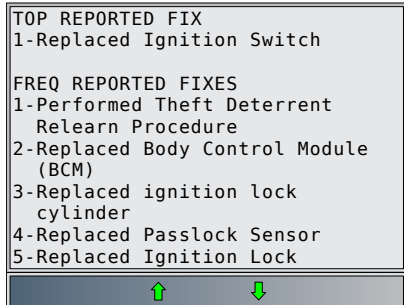 TOP REPORTED FIX
1-Replaced Ignition Switch
FREQ REPORTED FIXES
1-Performed Theft Deterrent
Relearn Procedure
2-Replaced Body Control Module
(BCM)
3-Replaced ignition lock
cylinder
4-Replaced Passlock Sensor
5-Replaced Ignition Lock